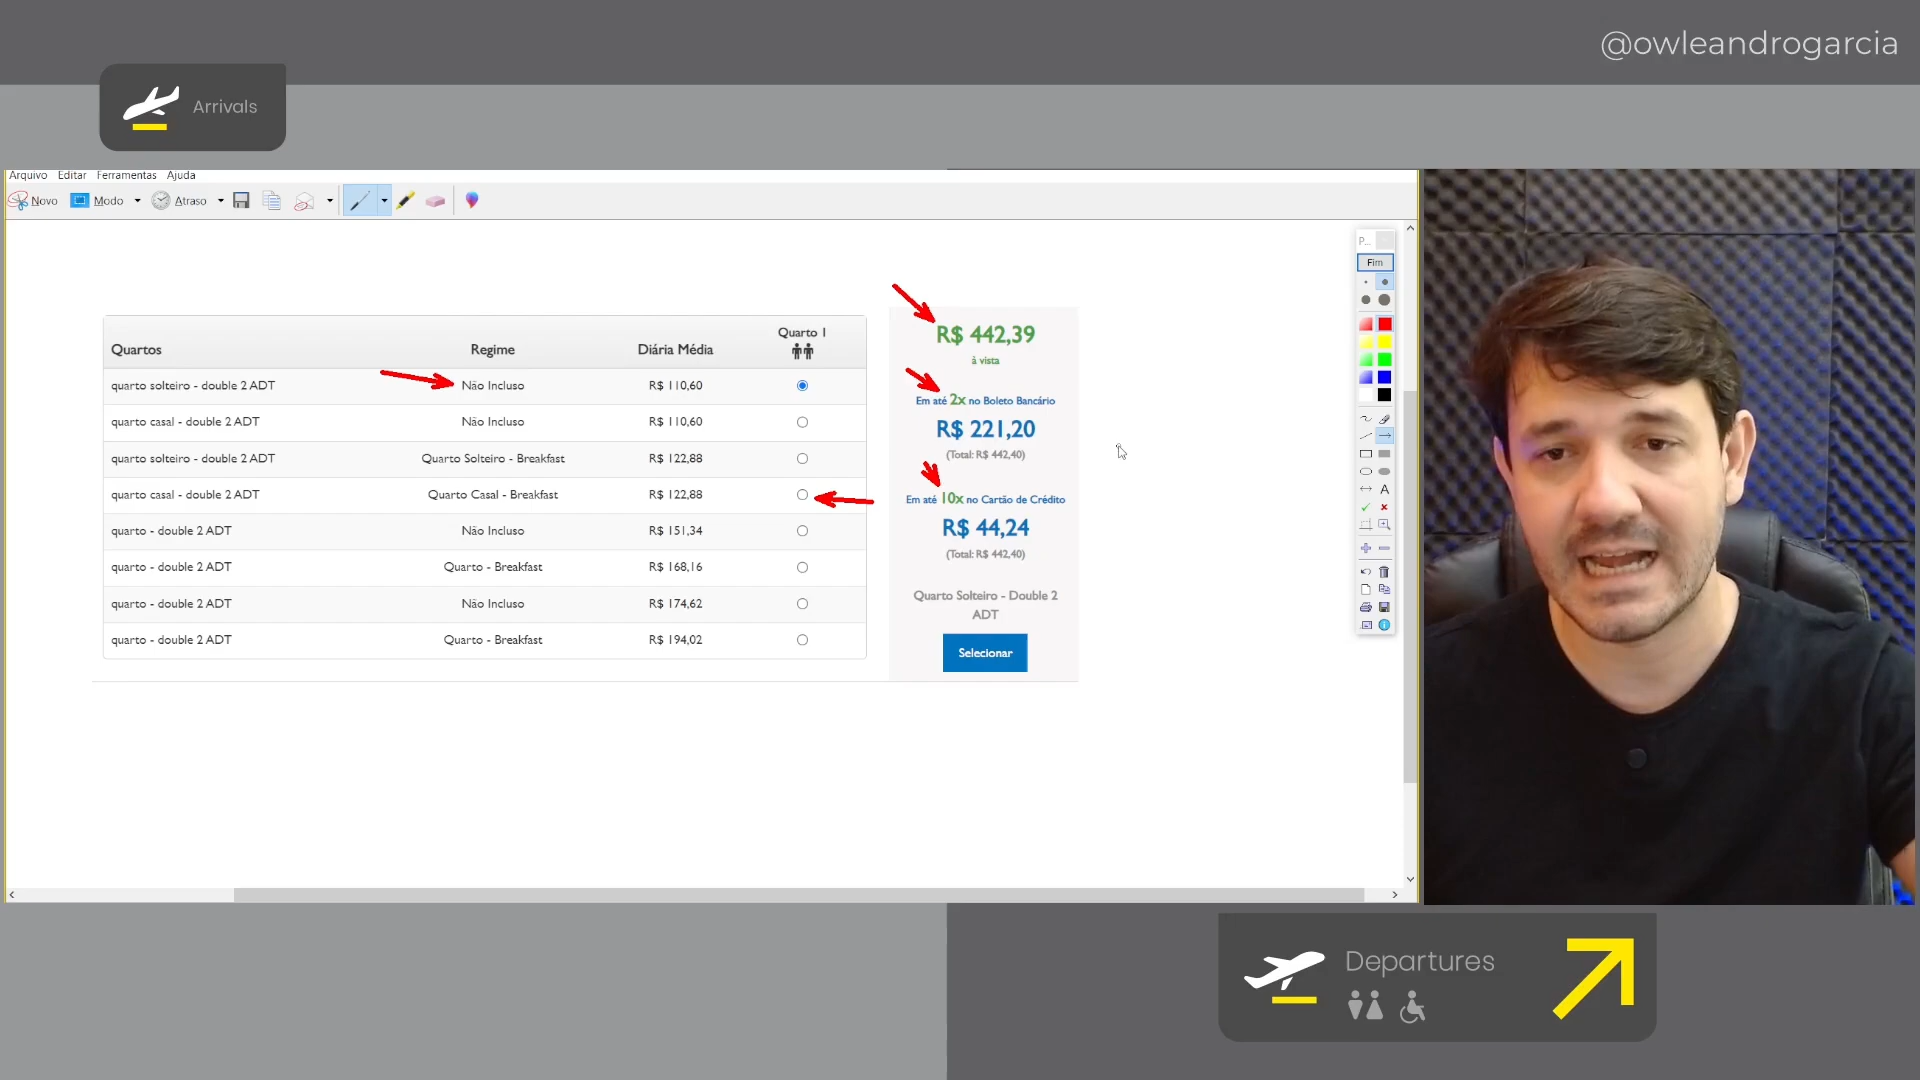 @owleandrogarcia
Arrivals
Arquivo Editar Ferramentas Ajuda
Novo Modo Atraso
P...
Fim
A
Quartos Regime Diária Média Quarto 1
quarto solteiro - double 2 ADT Não Incluso R$ 110,60
quarto casal - double 2 ADT Não Incluso R$ 110,60
quarto solteiro - double 2 ADT Quarto Solteiro - Breakfast R$ 122,88
quarto casal - double 2 ADT Quarto Casal - Breakfast R$ 122,88
quarto - double 2 ADT Não Incluso R$ 151,34
quarto - double 2 ADT Quarto - Breakfast R$ 168,16
quarto - double 2 ADT Não Incluso R$ 174,62
quarto - double 2 ADT Quarto - Breakfast R$ 194,02
R$ 442,39
à vista
Em até 2x no Boleto Bancário
R$ 221,20
(Total: R$ 442,40)
Em até 10x no Cartão de Crédito
R$ 44,24
(Total: R$ 442,40)
Quarto Solteiro - Double 2
ADT
Selecionar
Departures